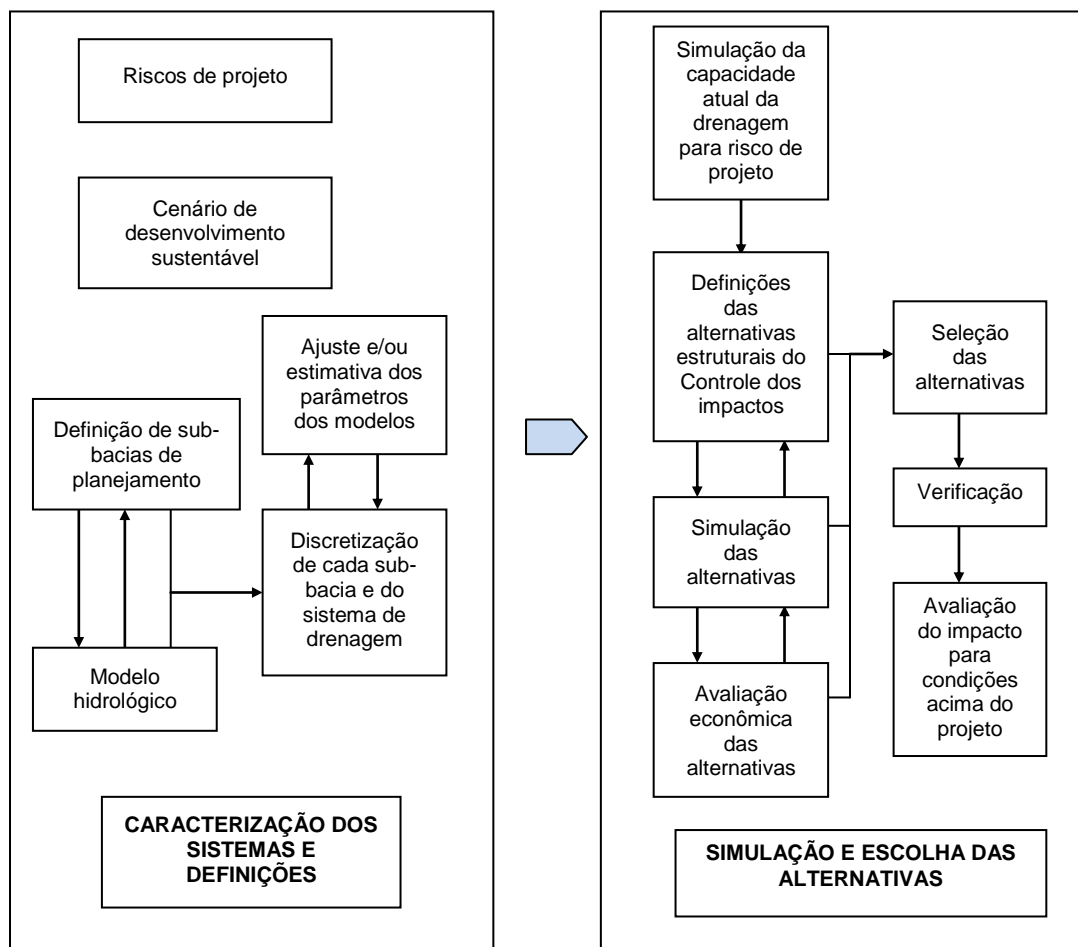 Riscos de projeto
Cenário de
desenvolvimento
sustentável
Ajuste e/ou
estimativa dos
parâmetros
dos modelos
Definição de sub-
bacias de
planejamento
Discretização
de cada sub-
bacia e do
sistema de
drenagem
Modelo
hidrológico
CARACTERIZAÇÃO DOS
SISTEMAS E
DEFINIÇÕES
Simulação da
capacidade
atual da
drenagem
para risco de
projeto
Definições
das
alternativas
estruturais do
Controle dos
impactos
Seleção
das
alternativas
Verificação
Simulação
das
alternativas
Avaliação
do impacto
para
condições
acima do
projeto
Avaliação
econômica
das
alternativas
SIMULAÇÃO E ESCOLHA DAS
ALTERNATIVAS